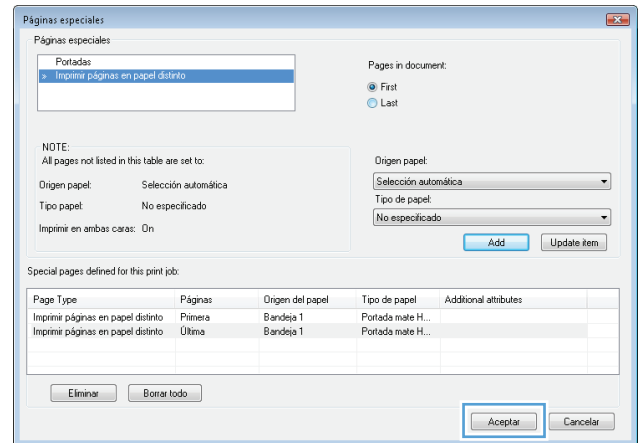 Páginas especiales
Páginas especiales
Portadas
» Imprimir páginas en papel distinto
Pages in document:
First
Last
NOTE:
All pages not listed in this table are set to:
Origen papel: Selección automática
Tipo papel: No especificado
Imprimir en ambas caras: On
Origen papel:
Selección automática
Tipo de papel:
No especificado
Add Update item
Special pages defined for this print job:
Page Type Páginas Origen del papel Tipo de papel Additional attributes
Imprimir páginas en papel distinto Primera Bandeja 1 Portada mate H...
Imprimir páginas en papel distinto Última Bandeja 1 Portada mate H...
Eliminar Borrar todo
Aceptar Cancelar